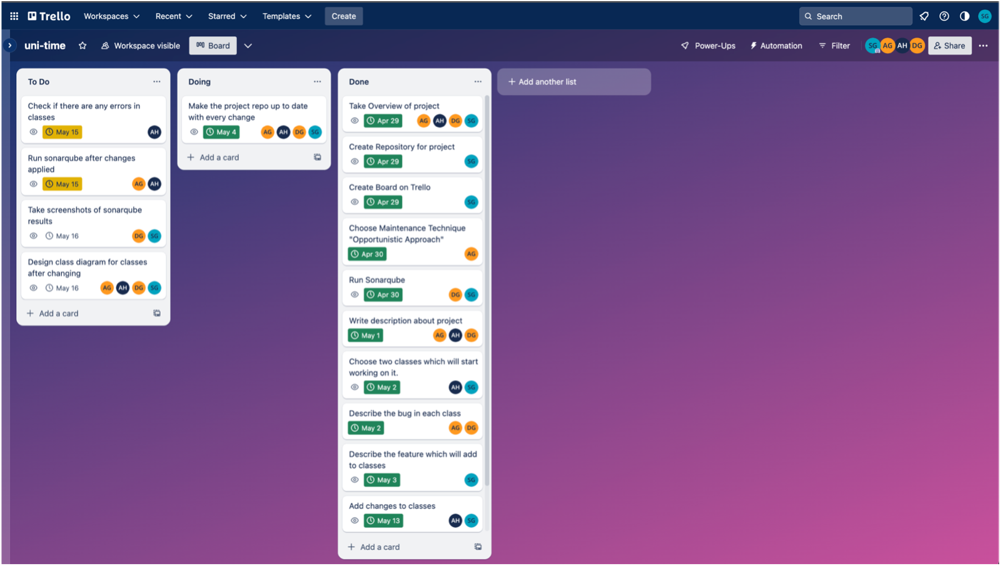 Trello Workspaces Recent Starred Templates Create Search SG
uni-time Workspace visible Board Power-Ups Automation Filter SG AG AH DG Share
To Do
Check if there are any errors in
classes
May 15 AH
Run sonarqube after changes
applied
May 15 AG AH
Take screenshots of sonarqube
results
May 16 DG SG
Design class diagram for classes
after changing
May 16 AG AH DG SG
+ Add a card
Doing
Make the project repo up to date
with every change
May 4 AG AH DG SG
+ Add a card
Done
Take Overview of project
Apr 29 AG AH DG SG
Create Repository for project
Apr 29 SG
Create Board on Trello
Apr 29 SG
Choose Maintenance Technique
"Opportunistic Approach"
Apr 30 AG
Run Sonarqube
Apr 30 DG SG
Write description about project
May 1 AG AH DG
Choose two classes which will start
working on it.
May 2 AH SG
Describe the bug in each class
May 2 AG DG
Describe the feature which will add
to classes
May 3 SG
Add changes to classes
May 13 AH SG
+ Add a card
+ Add another list